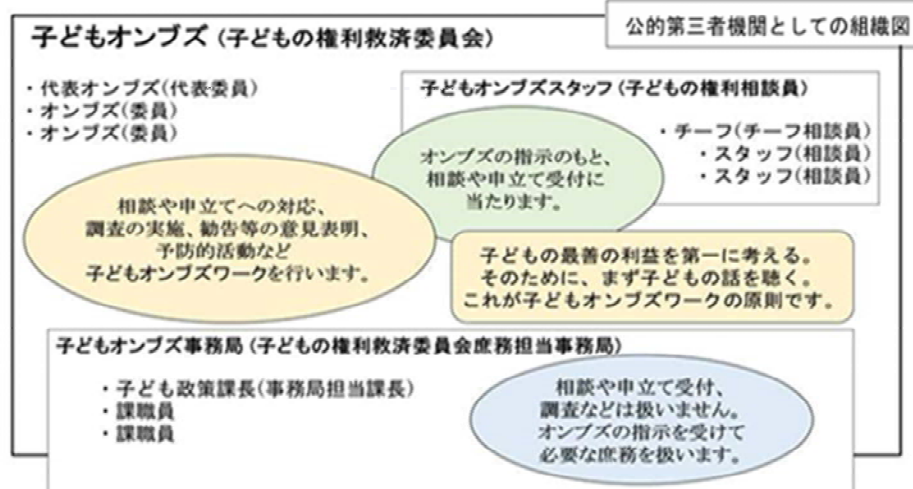 公的第三者機関としての組織図
子どもオンブズ(子どもの権利救済委員会)
・代表オンブズ(代表委員)
・オンブズ(委員)
・オンブズ(委員)
子どもオンブズスタッフ(子どもの権利相談員)
・チーフ(チーフ相談員)
・スタッフ(相談員)
・スタッフ(相談員)
オンブズの指示のもと、
相談や申立て受付に
当たります。
相談や申立てへの対応、
調査の実施、勧告等の意見表明、
予防的活動など
子どもオンブズワークを行います。
子どもの最善の利益を第一に考える。
そのために、まず子どもの話を聴く。
これが子どもオンブズワークの原則です。
子どもオンブズ事務局(子どもの権利救済委員会庶務担当事務局)
・子ども政策課長(事務局担当課長)
・課職員
・課職員
相談や申立て受付、
調査などは扱いません。
オンブズの指示を受けて
必要な庶務を扱います。